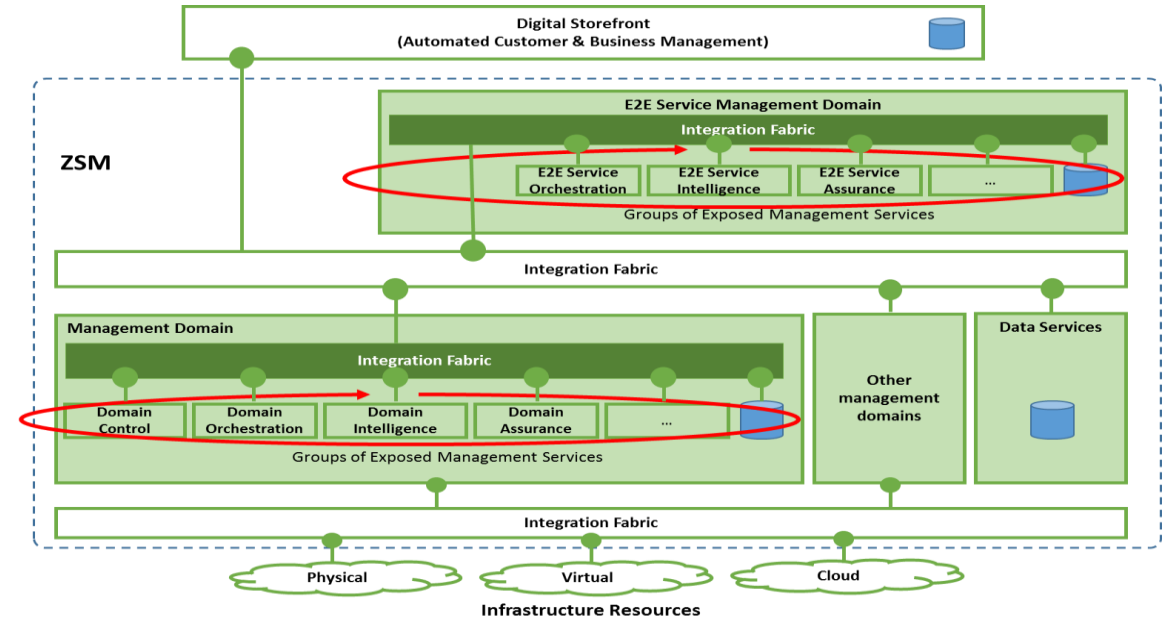 Digital Storefront
(Automated Customer & Business Management)
ZSM
E2E Service Management Domain
Integration Fabric
E2E Service
Orchestration
E2E Service
Intelligence
E2E Service
Assurance
...
Groups of Exposed Management Services
Integration Fabric
Management Domain
Integration Fabric
Domain
Control
Domain
Orchestration
Domain
Intelligence
Domain
Assurance
...
Groups of Exposed Management Services
Other
management
domains
Data Services
Integration Fabric
Physical
Virtual
Cloud
Infrastructure Resources